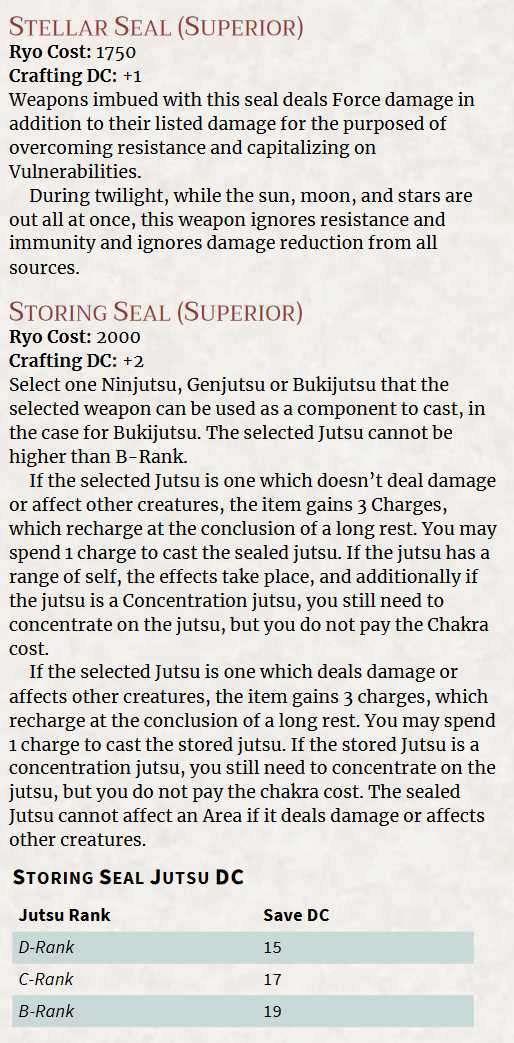 Stellar Seal (Superior)
Ryo Cost: 1750
Crafting DC: +1
Weapons imbued with this seal deals Force damage in
addition to their listed damage for the purposed of
overcoming resistance and capitalizing on
Vulnerabilities.
During twilight, while the sun, moon, and stars are
out all at once, this weapon ignores resistance and
immunity and ignores damage reduction from all
sources.
Storing Seal (Superior)
Ryo Cost: 2000
Crafting DC: +2
Select one Ninjutsu, Genjutsu or Bukijutsu that the
selected weapon can be used as a component to cast, in
the case for Bukijutsu. The selected Jutsu cannot be
higher than B-Rank.
If the selected Jutsu is one which doesn't deal damage
or affect other creatures, the item gains 3 Charges,
which recharge at the conclusion of a long rest. You may
spend 1 charge to cast the sealed jutsu. If the jutsu has a
range of self, the effects take place, and additionally if
the jutsu is a Concentration jutsu, you still need to
concentrate on the jutsu, but you do not pay the Chakra
cost.
If the selected Jutsu is one which deals damage or
affects other creatures, the item gains 3 charges, which
recharge at the conclusion of a long rest. You may spend
1 charge to cast the stored jutsu. If the stored Jutsu is a
concentration jutsu, you still need to concentrate on the
jutsu, but you do not pay the chakra cost. The sealed
Jutsu cannot affect an Area if it deals damage or affects
other creatures.
Storing Seal Jutsu DC
Jutsu Rank Save DC
D-Rank 15
C-Rank 17
B-Rank 19